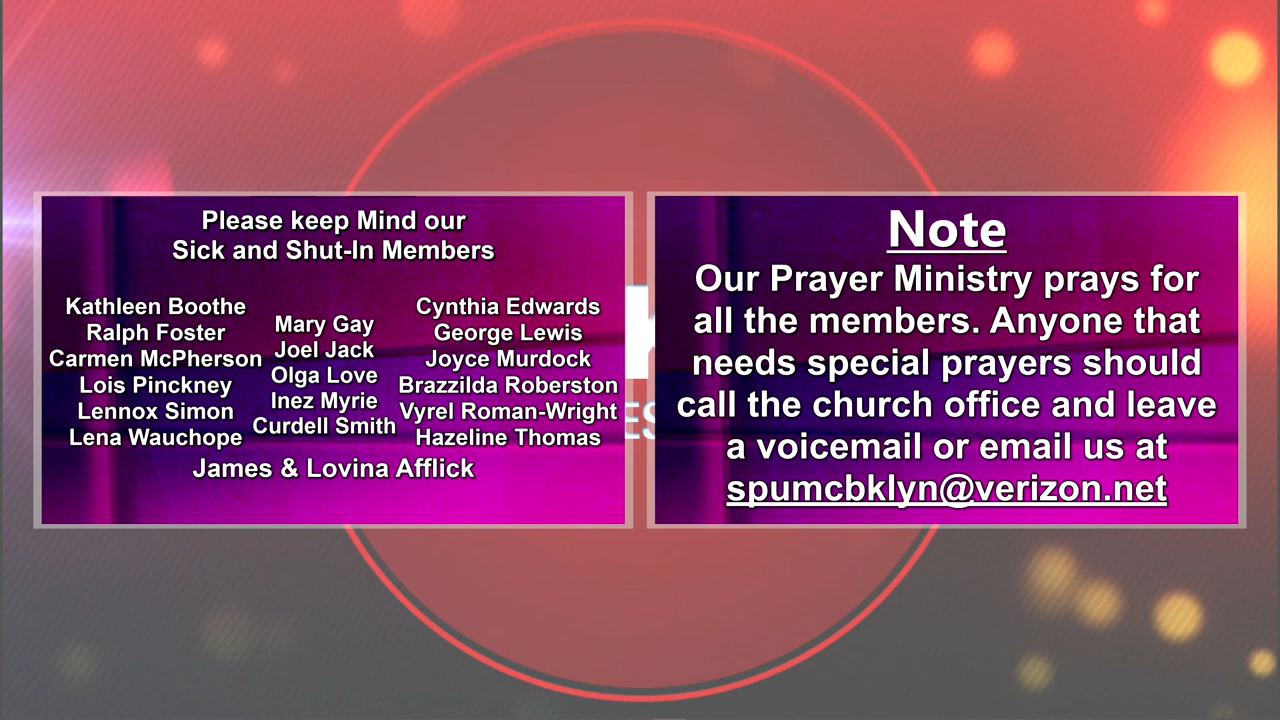 Please keep Mind our
Sick and Shut-In Members
Kathleen Boothe
Ralph Foster
Carmen McPherson
Lois Pinckney
Lennox Simon
Lena Wauchope
Mary Gay
Joel Jack
Olga Love
Inez Myrie
Curdell Smith
Cynthia Edwards
George Lewis
Joyce Murdock
Brazzilda Roberston
Vyrel Roman-Wright
Hazeline Thomas
James & Lovina Afflick
Note
Our Prayer Ministry prays for
all the members. Anyone that
needs special prayers should
call the church office and leave
a voicemail or email us at
spumcbklyn@verizon.net